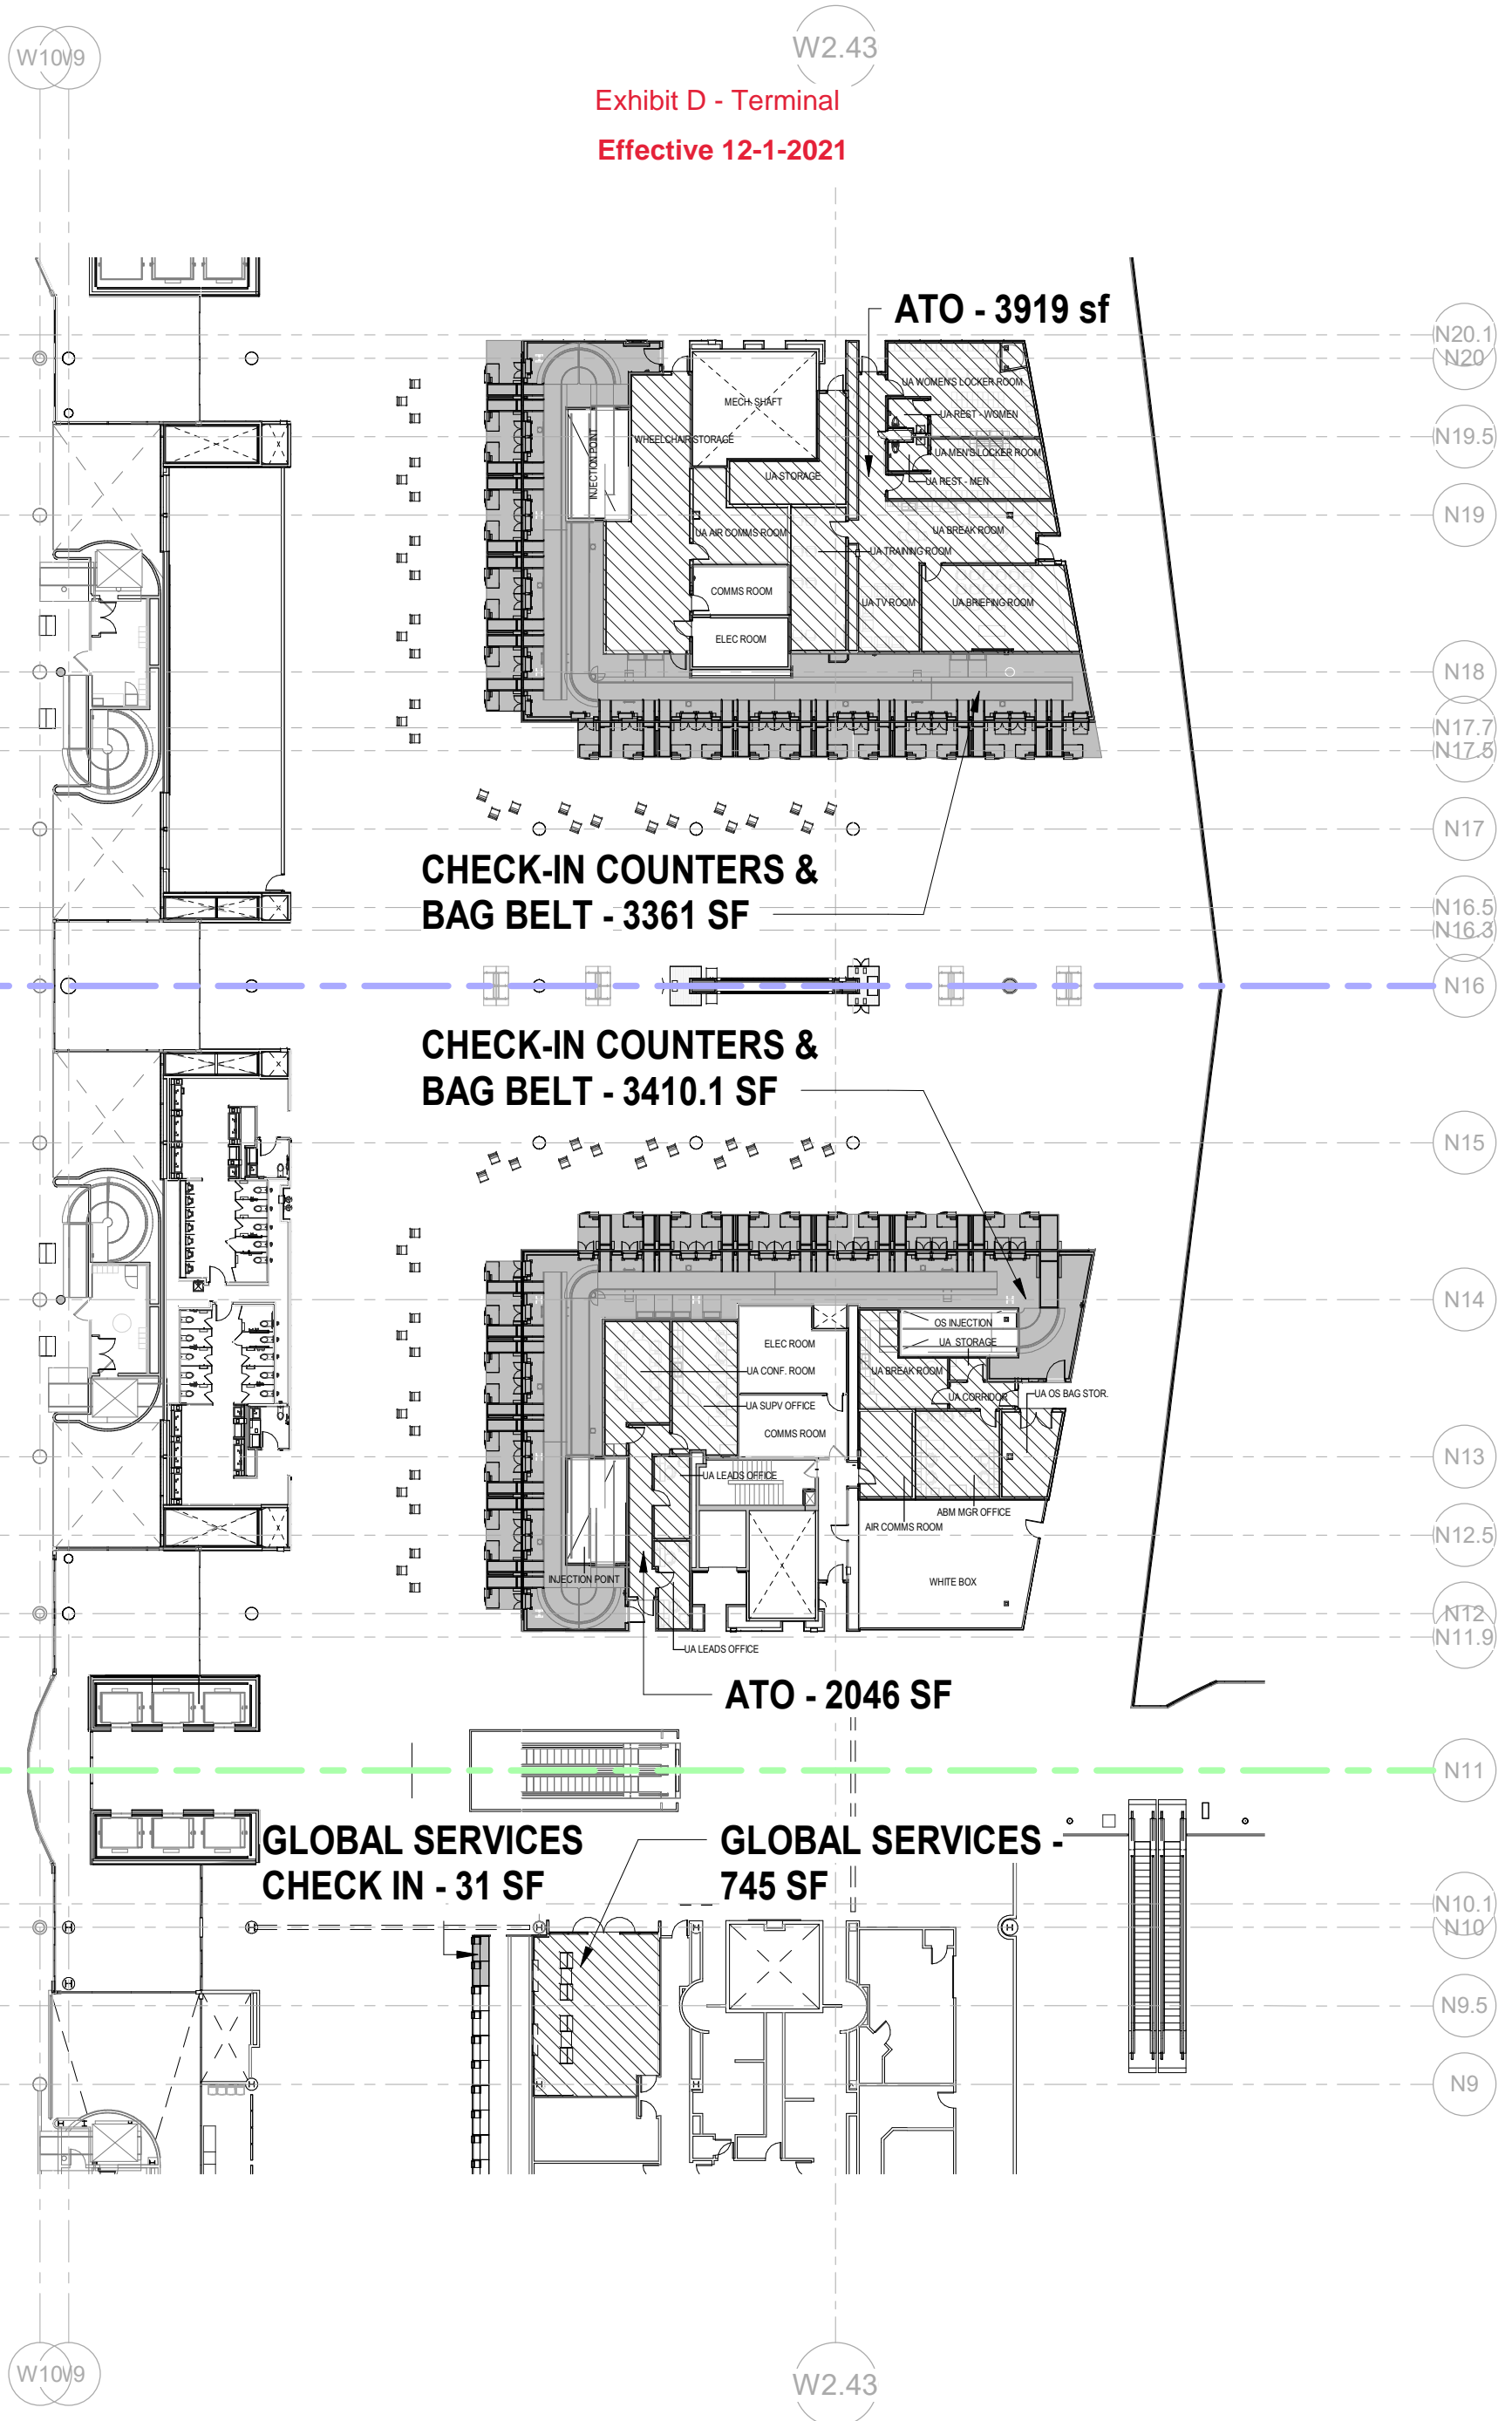 W10
W9
W2.43
Exhibit D - Terminal
Effective 12-1-2021
ATO - 3919 sf
N20.1
N20
UA WOMEN'S LOCKER ROOM
MECH. SHAFT
UA REST - WOMEN
N19.5
WHEELCHAIR STORAGE
INJECTION POINT
UA MEN'S LOCKER ROOM
UA STORAGE
UA REST - MEN
N19
UA AIR COMMS ROOM
UA BREAK ROOM
UA TRAINING ROOM
COMMS ROOM
UA TV ROOM
UA BRIEFING ROOM
ELEC ROOM
N18
N17.7
N17.5
N17
CHECK-IN COUNTERS &
BAG BELT - 3361 SF
N16.5
N16.3
N16
CHECK-IN COUNTERS &
BAG BELT - 3410.1 SF
N15
N14
OS INJECTION
ELEC ROOM
UA STORAGE
UA CONF. ROOM
UA BREAK ROOM
UA CORRIDOR
UA OS BAG STOR.
UA SUPV OFFICE
COMMS ROOM
N13
UA LEADS OFFICE
ABM MGR OFFICE
AIR COMMS ROOM
N12.5
INJECTION POINT
WHITE BOX
N12
N11.9
UA LEADS OFFICE
ATO - 2046 SF
N11
GLOBAL SERVICES
CHECK IN - 31 SF
GLOBAL SERVICES -
745 SF
N10.1
N10
N9.5
N9
W10
W9
W2.43